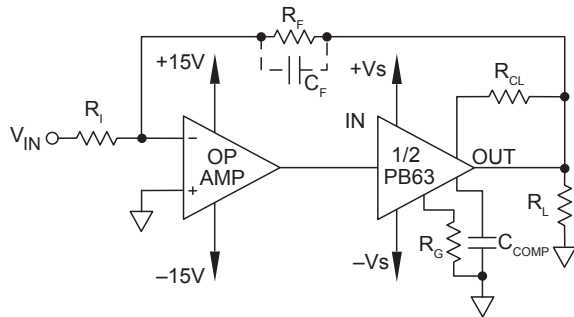 R_F
+15V
C_F
+Vs
R_CL
R_I
V_IN
IN
–
OP
AMP
+
1/2
PB63
OUT
R_L
–15V
–Vs
R_G
C_COMP